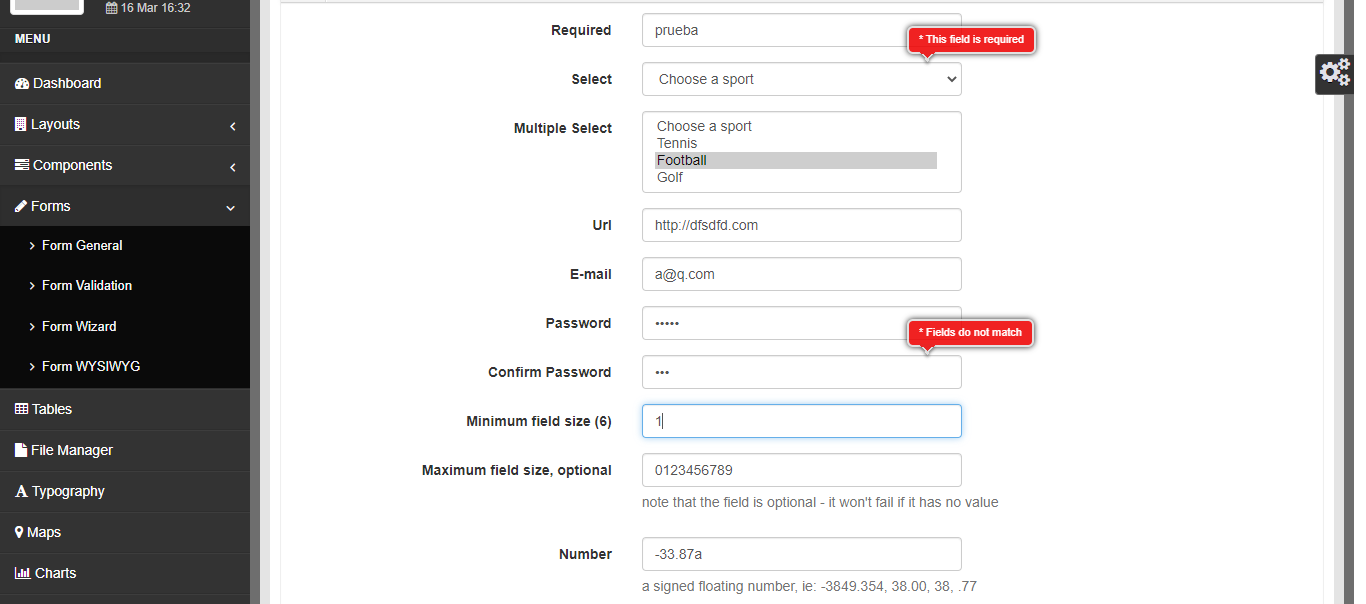 16 Mar 16:32
MENU
Dashboard
Layouts
Components
Forms
Form General
Form Validation
Form Wizard
Form WYSIWYG
Tables
File Manager
Typography
Maps
Charts
Required
prueba
* This field is required
Select
Choose a sport
Multiple Select
Choose a sport
Tennis
Football
Golf
Url
http://dfsdfd.com
E-mail
a@q.com
Password
•••••
* Fields do not match
Confirm Password
•••
Minimum field size (6)
1
Maximum field size, optional
0123456789
note that the field is optional - it won't fail if it has no value
Number
-33.87a
a signed floating number, ie: -3849.354, 38.00, 38, .77